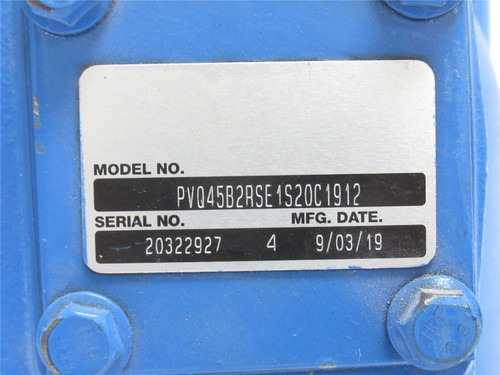 MODEL NO.
PVQ45B2RSE1S20C1912
SERIAL NO. MFG. DATE.
20322927 4 9/03/19